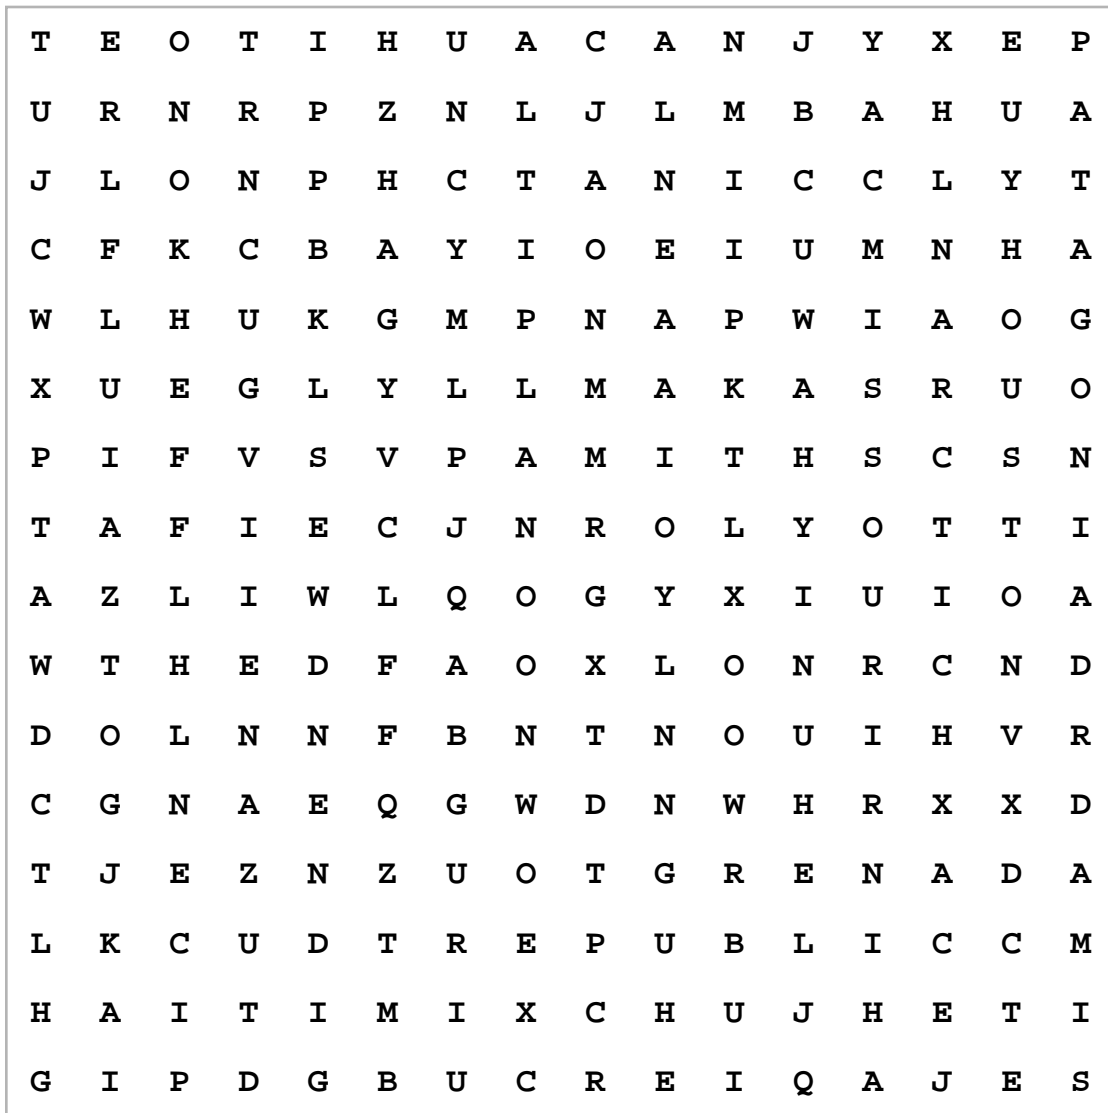 T E O T I H U A C A N J Y X E P
U R N R P Z N L J L M B A H U A
J L O N P H C T A N I C C L Y T
C F K C B A Y I O E I U M N H A
W L H U K G M P N A P W I A O G
X U E G L Y L L M A K A S R U O
P I F V S V P A M I T H S C S N
T A F I E C J N R O L Y O T T I
A Z L I W L Q O G Y X I U I O A
W T H E D F A O X L O N R C N D
D O L N N F B N T N O U I H V R
C G N A E Q G W D N W H R X X D
T J E Z N Z U O T G R E N A D A
L K C U D T R E P U B L I C C M
H A I T I M I X C H U J H E T I
G I P D G B U C R E I Q A J E S